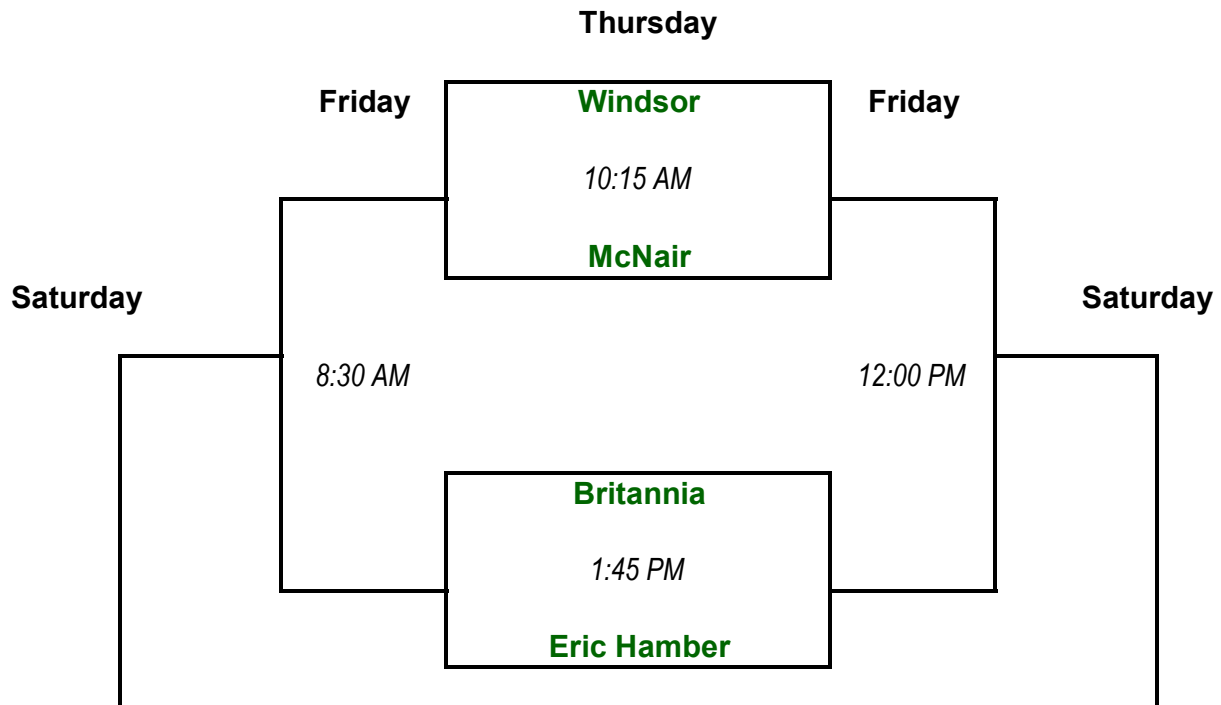 Thursday
Friday
Windsor
Friday
10:15 AM
McNair
Saturday
Saturday
8:30 AM
12:00 PM
Britannia
1:45 PM
Eric Hamber